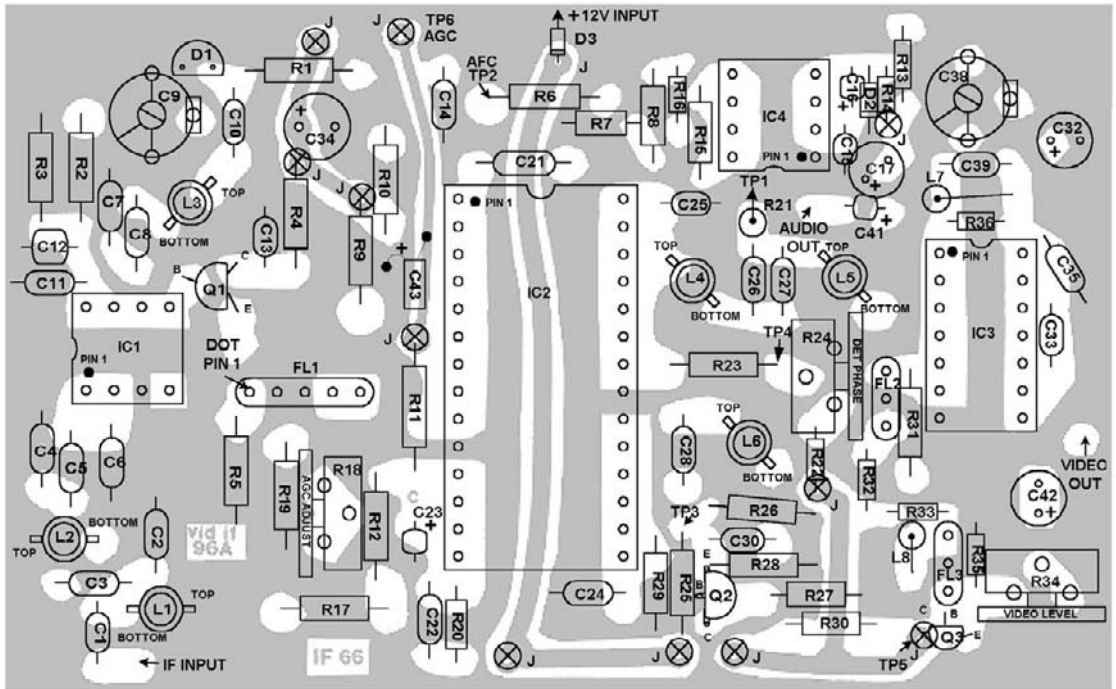 J
TP6
AGC
+12V INPUT
D3
D1
R1
J
AFC
TP2
R6
J
R16
C16
D2
R14
R13
C38
C9
C10
C34
C14
R7
R8
R15
IC4
J
C32
R3
R2
C21
PIN 1
C15
C17
C39
C7
L3
TOP
J
J
R10
PIN 1
C25
TP1
R21
L7
R4
AUDIO
OUT
C41
R36
C12
C8
BOTTOM
C13
R9
TOP
TOP
PIN 1
C35
C11
B
C
Q1
E
C43
IC2
L4
C26
C27
L5
BOTTOM
BOTTOM
IC1
PIN 1
DOT
PIN 1
J
TP4
R24
IC3
C33
FL1
R23
DET PHASE
FL2
R11
TOP
R31
C4
C5
C6
R5
R19
AGC ADJUST
R18
C28
L6
BOTTOM
R22
R32
VIDEO
OUT
BOTTOM
L2
TOP
C2
vid if
96A
R12
C
C23
TP3
R26
J
R33
C42
C30
L8
C3
L1
TOP
R29
R25
E
B
Q2
C
R28
FL3
R35
R34
BOTTOM
R17
C22
R20
C24
R27
VIDEO LEVEL
C1
R30
C
B
Q3
E
IF INPUT
IF 66
J
J
J
TP5
J